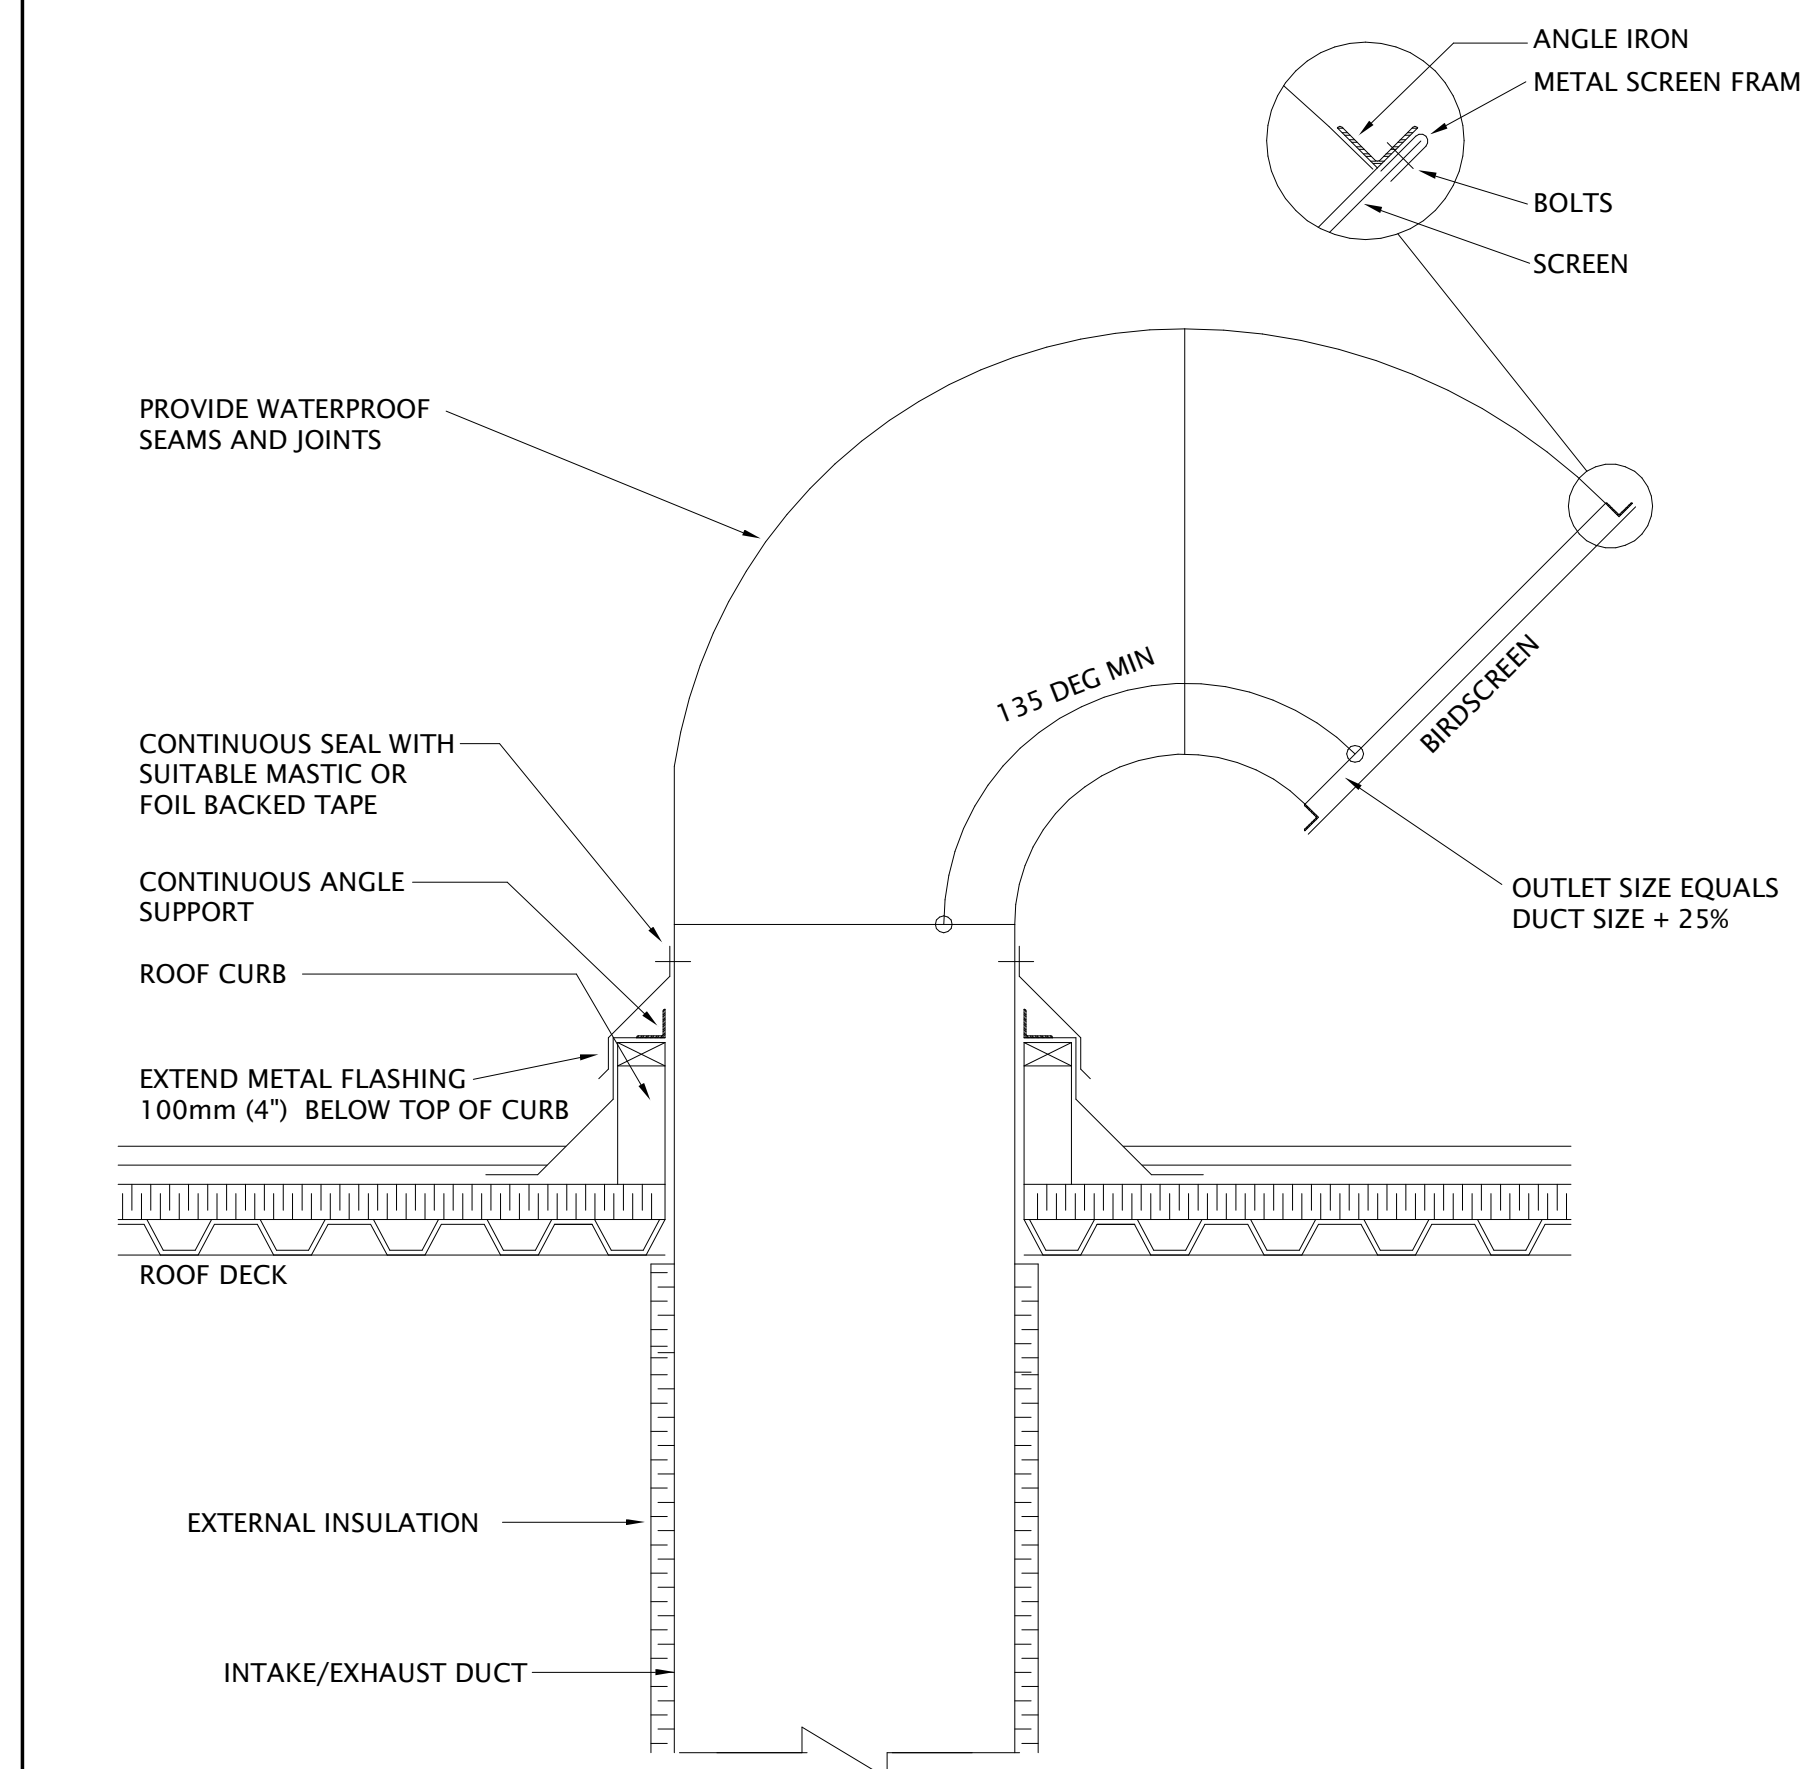 ANGLE IRON
METAL SCREEN FRAM
BOLTS
SCREEN
PROVIDE WATERPROOF
SEAMS AND JOINTS
135 DEG MIN
BIRDSCREEN
CONTINUOUS SEAL WITH
SUITABLE MASTIC OR
FOIL BACKED TAPE
CONTINUOUS ANGLE
SUPPORT
OUTLET SIZE EQUALS
DUCT SIZE + 25%
ROOF CURB
EXTEND METAL FLASHING
100mm (4") BELOW TOP OF CURB
ROOF DECK
EXTERNAL INSULATION
INTAKE/EXHAUST DUCT